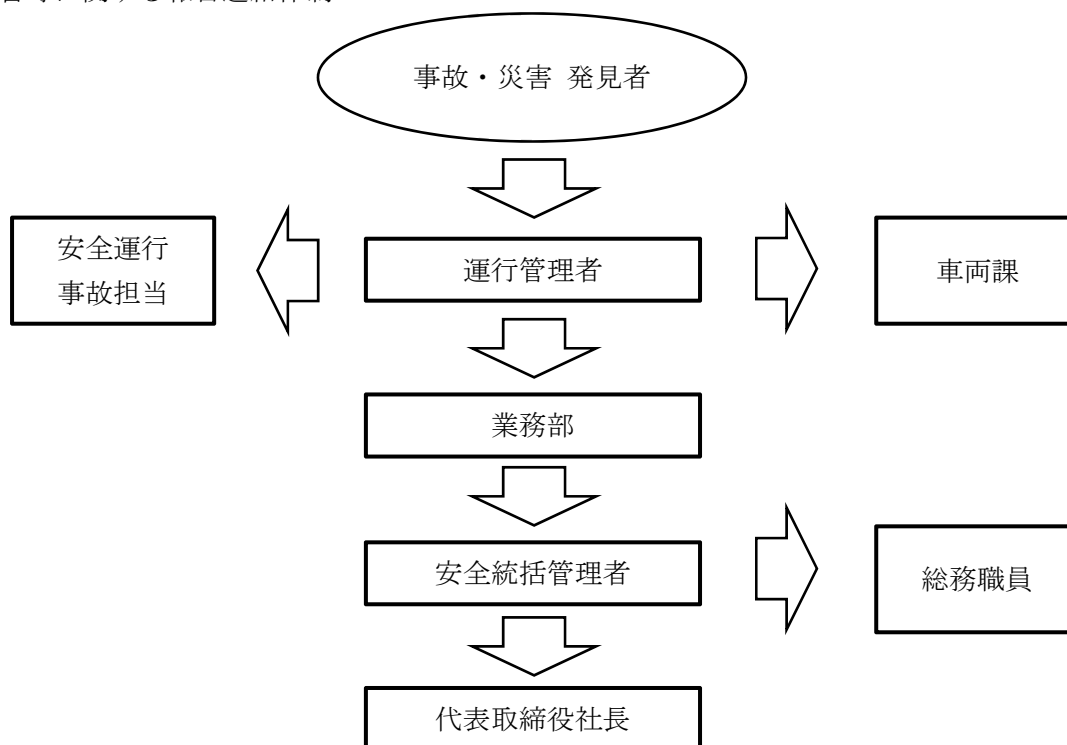 事故・災害 発見者
安全運行
事故担当
運行管理者
車両課
業務部
安全統括管理者
総務職員
代表取締役社長